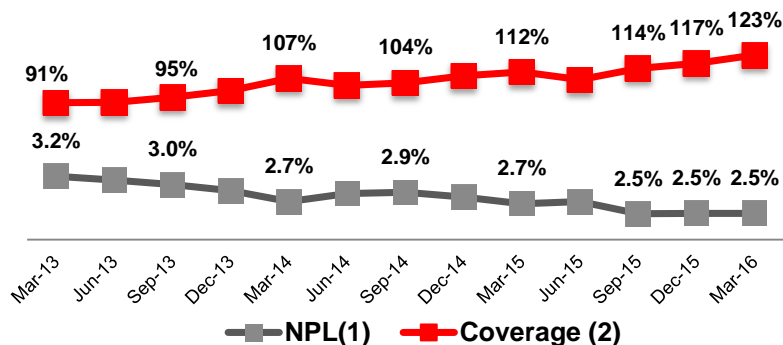 91%
95%
107%
104%
112%
114%
117%
123%
3.2%
3.0%
2.7%
2.9%
2.7%
2.5%
2.5%
2.5%
Mar-13
Jun-13
Sep-13
Dec-13
Mar-14
Jun-14
Sep-14
Dec-14
Mar-15
Jun-15
Sep-15
Dec-15
Mar-16
NPL(1)
Coverage (2)